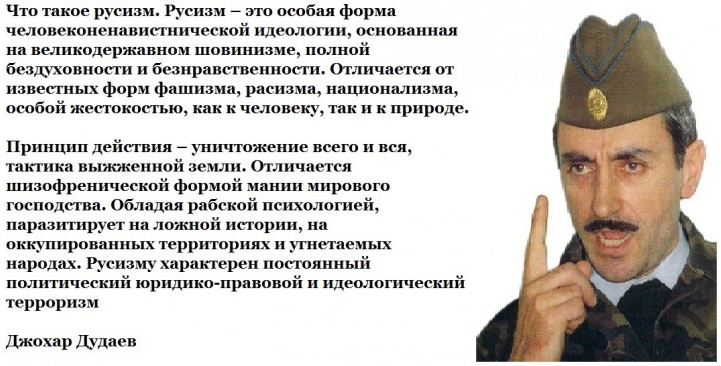 Что такое русизм. Русизм – это особая форма
человеконенавистнической идеологии, основанная
на великодержавном шовинизме, полной
бездуховности и безнравственности. Отличается от
известных форм фашизма, расизма, национализма,
особой жестокостью, как к человеку, так и к природе.
Принцип действия – уничтожение всего и вся,
тактика выжженной земли. Отличается
шизофренической формой мании мирового
господства. Обладая рабской психологией,
паразитирует на ложной истории, на
оккупированных территориях и угнетаемых
народах. Русизму характерен постоянный
политический юридико-правовой и идеологический
терроризм
Джохар Дудаев